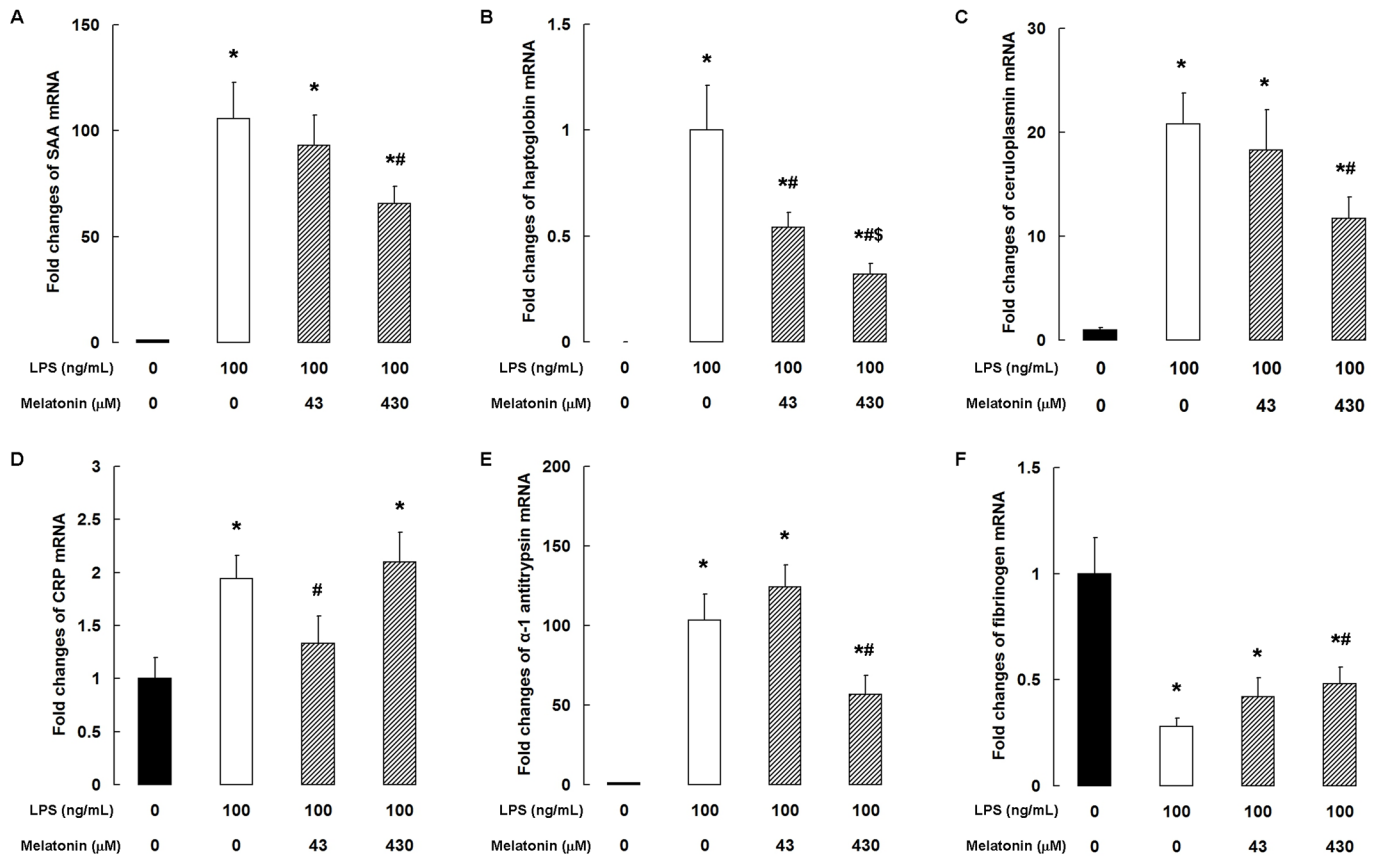 A
Fold changes of SAA mRNA
150
100
50
0
*
*
*#
LPS (ng/mL) 0 100 100 100
Melatonin (μM) 0 0 43 430
B
Fold changes of haptoglobin mRNA
1.5
1
0.5
0
*
*#
*#$
LPS (ng/mL) 0 100 100 100
Melatonin (μM) 0 0 43 430
C
Fold changes of ceruloplasmin mRNA
30
20
10
0
*
*
*#
LPS (ng/mL) 0 100 100 100
Melatonin (μM) 0 0 43 430
D
Fold changes of CRP mRNA
3
2.5
2
1.5
1
0.5
0
*
#
*
LPS (ng/mL) 0 100 100 100
Melatonin (μM) 0 0 43 430
E
Fold changes of α-1 antitrypsin mRNA
200
150
100
50
0
*
*
*#
LPS (ng/mL) 0 100 100 100
Melatonin (μM) 0 0 43 430
F
Fold changes of fibrinogen mRNA
1.5
1
0.5
0
*
*
*#
LPS (ng/mL) 0 100 100 100
Melatonin (μM) 0 0 43 430